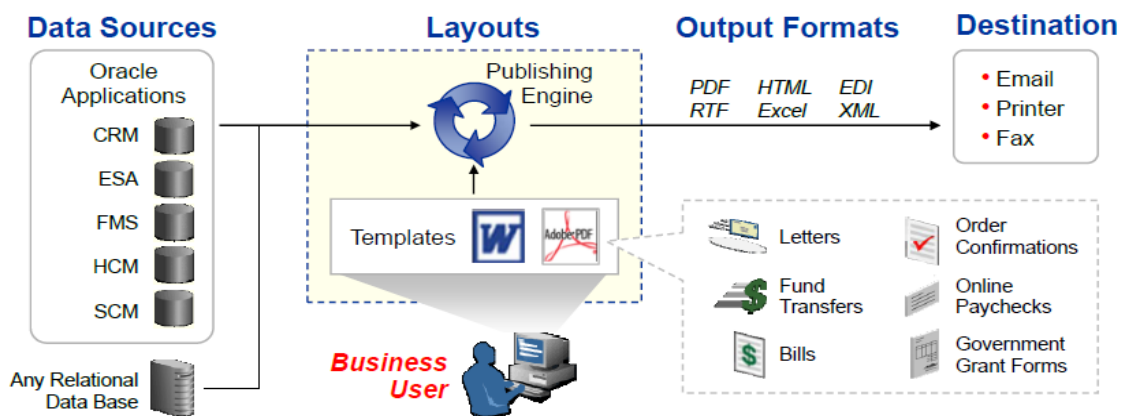 Data Sources
Layouts
Output Formats
Destination
Oracle
Applications
CRM
ESA
FMS
HCM
SCM
Any Relational
Data Base
Publishing
Engine
Templates
W
Adobe PDF
Business
User
PDF HTML EDI
RTF Excel XML
• Email
• Printer
• Fax
Letters
Fund
Transfers
$
Bills
$
Order
Confirmations
Online
Paychecks
Government
Grant Forms